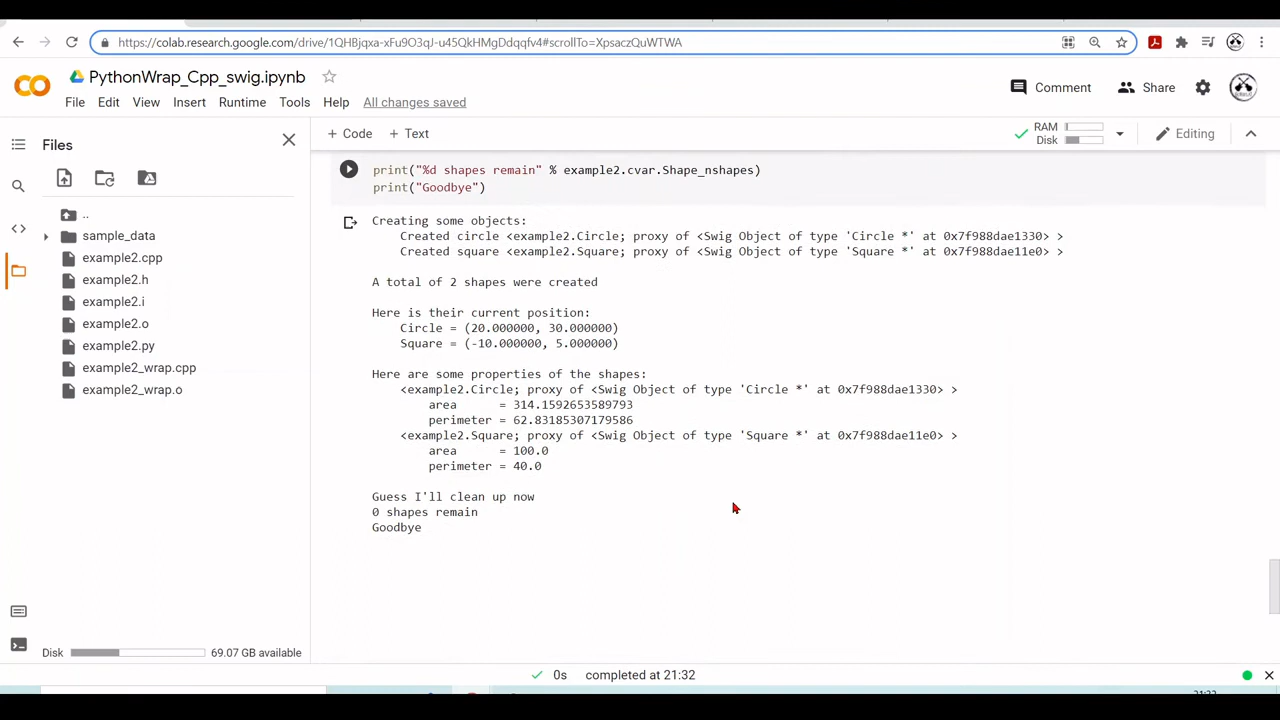 https://colab.research.google.com/drive/1QHBjqxa-xFu9O3qJ-u45QkHMgDdqqfv4#scrollTo=XpsaczQuWTWA
PythonWrap_Cpp_swig.ipynb
Comment
Share
File Edit View Insert Runtime Tools Help All changes saved
Files
+ Code + Text
RAM
Disk
Editing
..
sample_data
example2.cpp
example2.h
example2.i
example2.o
example2.py
example2_wrap.cpp
example2_wrap.o
Disk 69.07 GB available
print("%d shapes remain" % example2.cvar.Shape_nshapes)
print("Goodbye")
Creating some objects:
Created circle <example2.Circle; proxy of <Swig Object of type 'Circle *' at 0x7f988dae1330> >
Created square <example2.Square; proxy of <Swig Object of type 'Square *' at 0x7f988dae11e0> >
A total of 2 shapes were created
Here is their current position:
Circle = (20.000000, 30.000000)
Square = (-10.000000, 5.000000)
Here are some properties of the shapes:
<example2.Circle; proxy of <Swig Object of type 'Circle *' at 0x7f988dae1330> >
area = 314.1592653589793
perimeter = 62.83185307179586
<example2.Square; proxy of <Swig Object of type 'Square *' at 0x7f988dae11e0> >
area = 100.0
perimeter = 40.0
Guess I'll clean up now
0 shapes remain
Goodbye
0s completed at 21:32